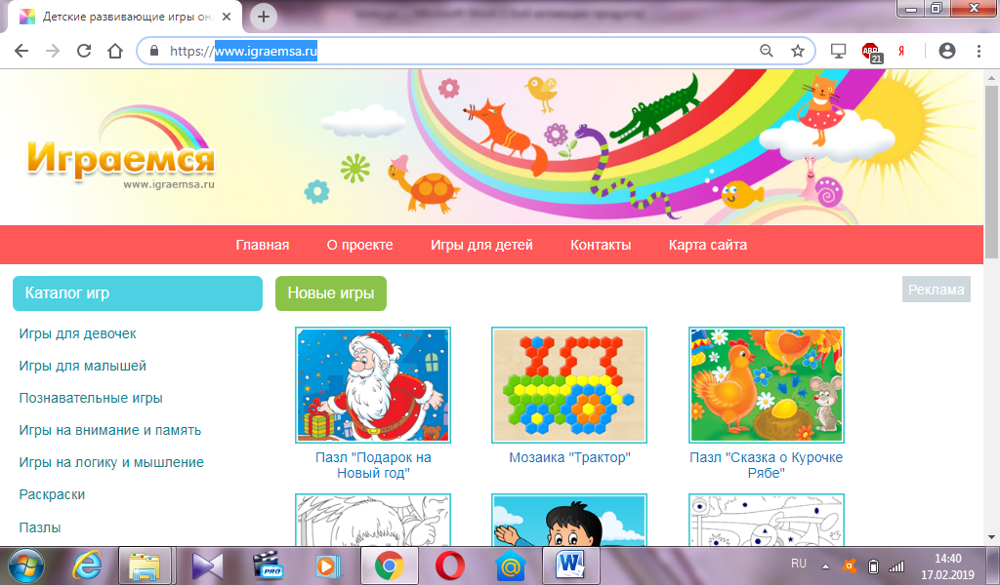 Детские развивающие игры он
https://www.igraemsa.ru
ABP
21
Я
Играемся
www.igraemsa.ru
Главная
О проекте
Игры для детей
Контакты
Карта сайта
Каталог игр
Новые игры
Реклама
Игры для девочек
Игры для малышей
Познавательные игры
Игры на внимание и память
Игры на логику и мышление
Раскраски
Пазлы
Пазл "Подарок на
Новый год"
Мозаика "Трактор"
Пазл "Сказка о Курочке
Рябе"
PRO
RU
14:40
17.02.2019